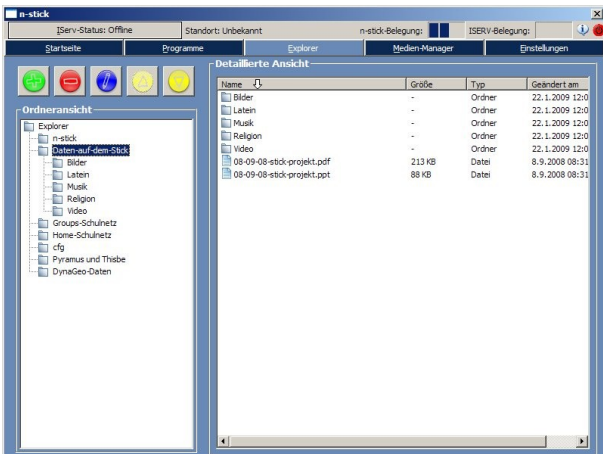 n-stick
IServ-Status: Offline
Standort: Unbekannt
n-stick-Belegung:
ISERV-Belegung:
Startseite
Programme
Explorer
Medien-Manager
Einstellungen
Ordneransicht
Explorer
n-stick
Daten-auf-dem-Stick
Bilder
Latein
Musik
Religion
Video
Groups-Schulnetz
Home-Schulnetz
cfg
Pyramus und Thisbe
DynaGeo-Daten
Detaillierte Ansicht
Name Größe Typ Geändert am
Bilder - Ordner 22.1.2009 12:0
Latein - Ordner 22.1.2009 12:0
Musik - Ordner 22.1.2009 12:0
Religion - Ordner 22.1.2009 12:0
Video - Ordner 22.1.2009 12:0
08-09-08-stick-projekt.pdf 213 KB Datei 8.9.2008 08:31
08-09-08-stick-projekt.ppt 88 KB Datei 8.9.2008 08:31